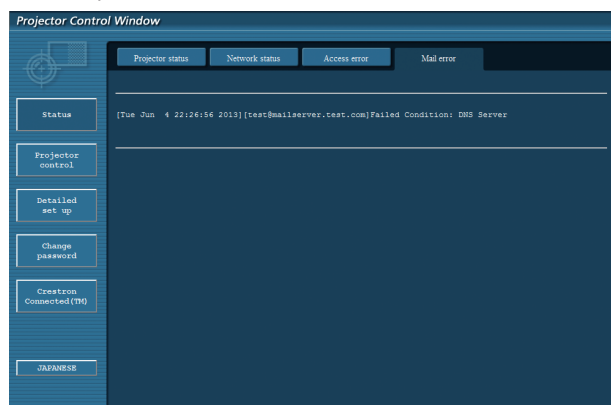 Projector Control Window
Projector status
Network status
Access error
Mail error
Status
[Tue Jun  4 22:26:56 2013][test@mailserver.test.com]Failed Condition: DNS Server
Projector
control
Detailed
set up
Change
password
Crestron
Connected(TM)
JAPANESE